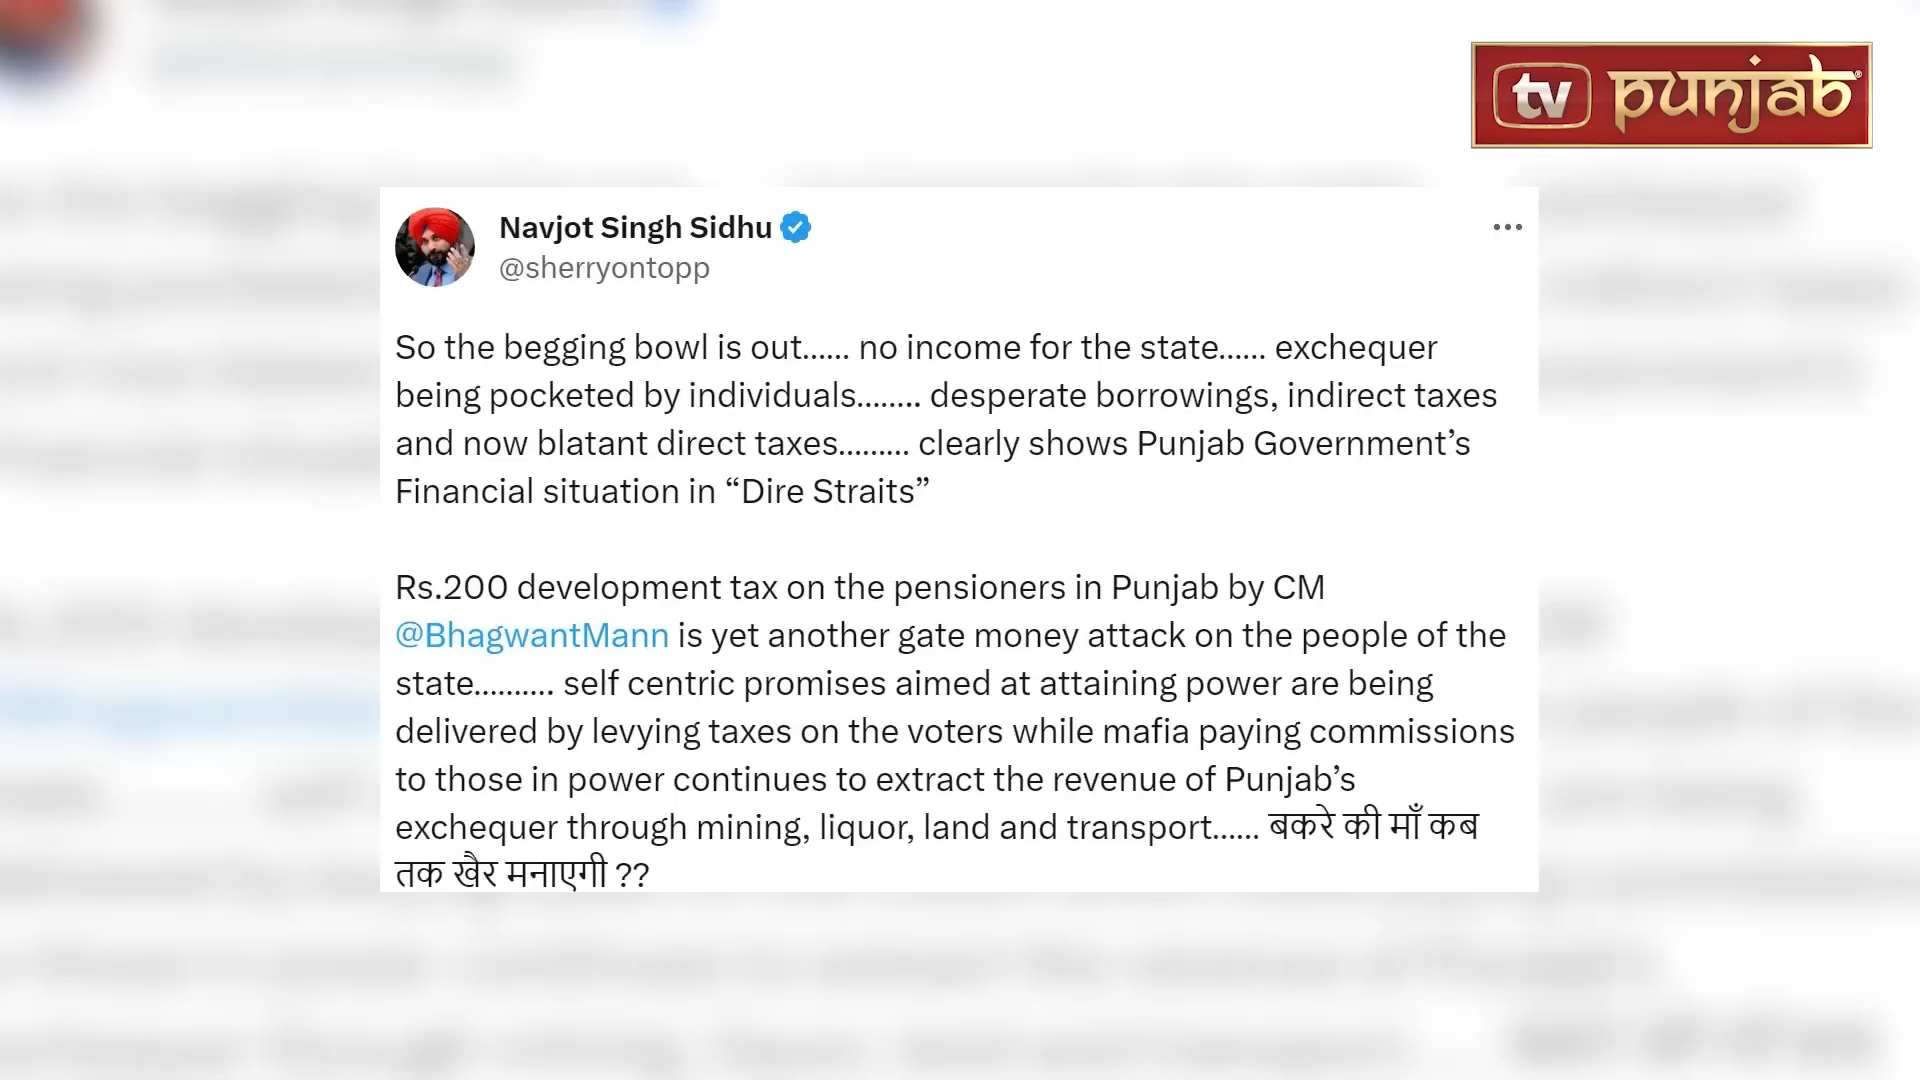 tv punjab®
Navjot Singh Sidhu
@sherryontopp
So the begging bowl is out...... no income for the state...... exchequer
being pocketed by individuals........ desperate borrowings, indirect taxes
and now blatant direct taxes......... clearly shows Punjab Government’s
Financial situation in “Dire Straits”
Rs.200 development tax on the pensioners in Punjab by CM
@BhagwantMann is yet another gate money attack on the people of the
state.......... self centric promises aimed at attaining power are being
delivered by levying taxes on the voters while mafia paying commissions
to those in power continues to extract the revenue of Punjab’s
exchequer through mining, liquor, land and transport...... बकरे की माँ कब
तक खैर मनाएगी ??